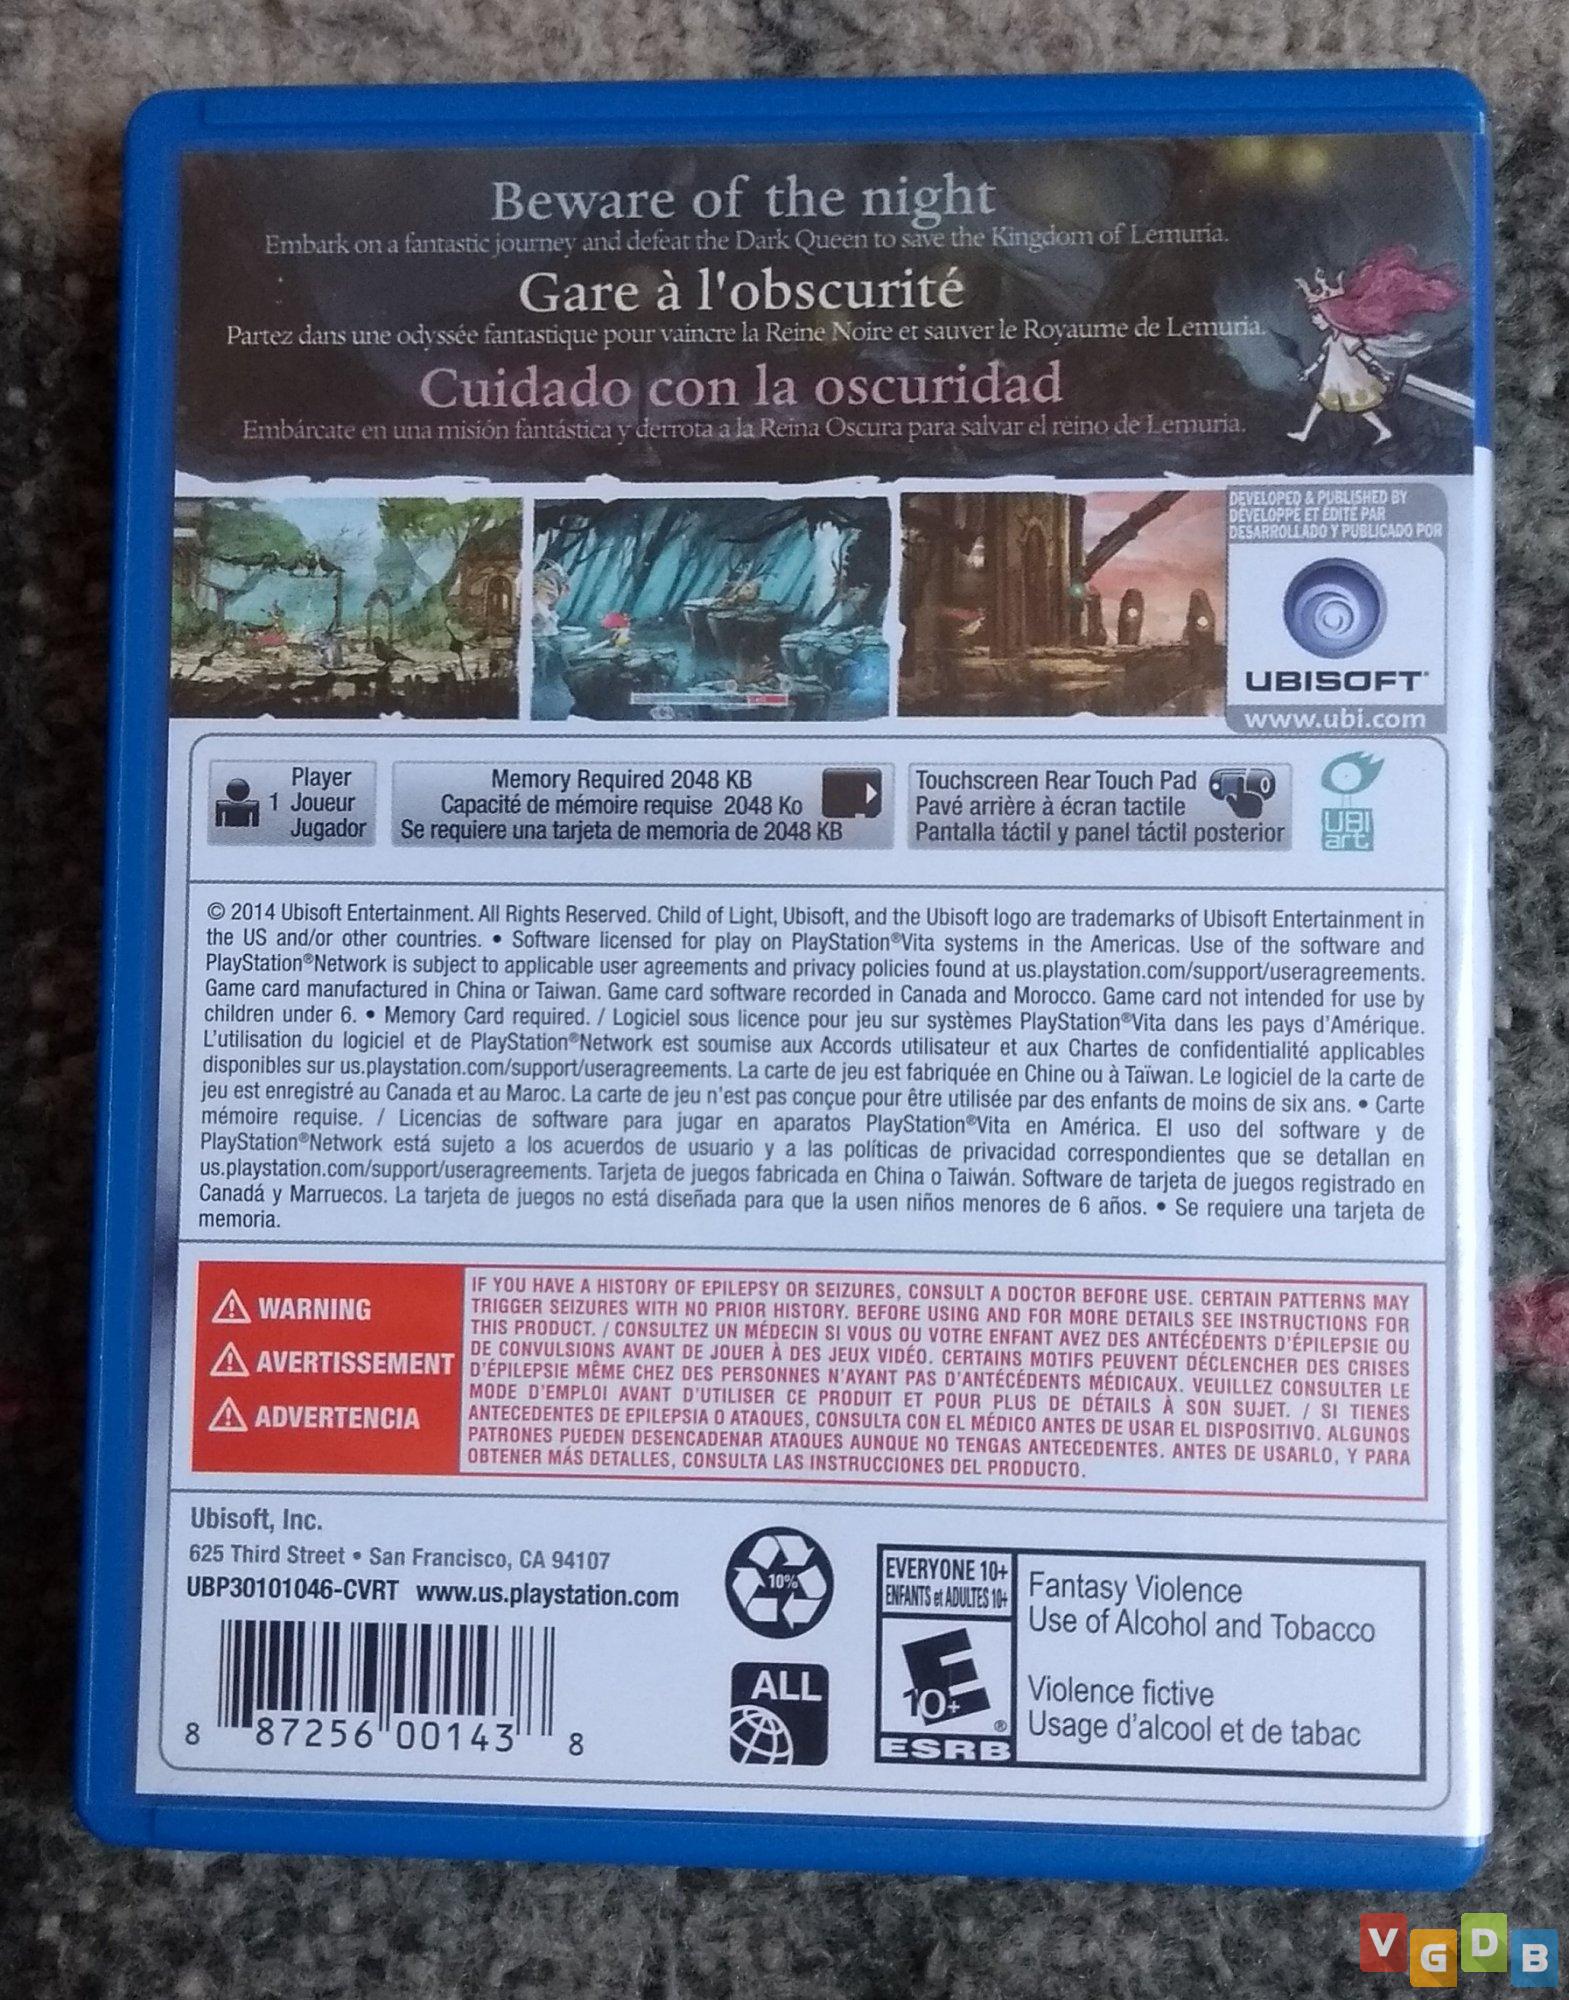 Beware of the night
Embark on a fantastic journey and defeat the Dark Queen to save the Kingdom of Lemuria.
Gare à l'obscurité
Partez dans une odyssée fantastique pour vaincre la Reine Noire et sauver le Royaume de Lemuria.
Cuidado con la oscuridad
Embárcate en una misión fantástica y derrota a la Reina Oscura para salvar el reino de Lemuria.
DEVELOPED & PUBLISHED BY
DÉVELOPPÉ ET ÉDITÉ PAR
DESARROLLADO Y PUBLICADO POR
UBISOFT
www.ubi.com
Player
1 Joueur
Jugador
Memory Required 2048 KB
Capacité de mémoire requise 2048 Ko
Se requiere una tarjeta de memoria de 2048 KB
Touchscreen Rear Touch Pad
Pavé arrière à écran tactile
Pantalla táctil y panel táctil posterior
UBI
art
© 2014 Ubisoft Entertainment. All Rights Reserved. Child of Light, Ubisoft, and the Ubisoft logo are trademarks of Ubisoft Entertainment in
the US and/or other countries. • Software licensed for play on PlayStation®Vita systems in the Americas. Use of the software and
PlayStation®Network is subject to applicable user agreements and privacy policies found at us.playstation.com/support/useragreements.
Game card manufactured in China or Taiwan. Game card software recorded in Canada and Morocco. Game card not intended for use by
children under 6. • Memory Card required. / Logiciel sous licence pour jeu sur systèmes PlayStation®Vita dans les pays d'Amérique.
L'utilisation du logiciel et de PlayStation®Network est soumise aux Accords utilisateur et aux Chartes de confidentialité applicables
disponibles sur us.playstation.com/support/useragreements. La carte de jeu est fabriquée en Chine ou à Taïwan. Le logiciel de la carte de
jeu est enregistré au Canada et au Maroc. La carte de jeu n'est pas conçue pour être utilisée par des enfants de moins de six ans. • Carte
mémoire requise. / Licencias de software para jugar en aparatos PlayStation®Vita en América. El uso del software y de
PlayStation®Network está sujeto a los acuerdos de usuario y a las políticas de privacidad correspondientes que se detallan en
us.playstation.com/support/useragreements. Tarjeta de juegos fabricada en China o Taiwán. Software de tarjeta de juegos registrado en
Canadá y Marruecos. La tarjeta de juegos no está diseñada para que la usen niños menores de 6 años. • Se requiere una tarjeta de
memoria.
WARNING
AVERTISSEMENT
ADVERTENCIA
IF YOU HAVE A HISTORY OF EPILEPSY OR SEIZURES, CONSULT A DOCTOR BEFORE USE. CERTAIN PATTERNS MAY
TRIGGER SEIZURES WITH NO PRIOR HISTORY. BEFORE USING AND FOR MORE DETAILS SEE INSTRUCTIONS FOR
THIS PRODUCT. / CONSULTEZ UN MÉDECIN SI VOUS OU VOTRE ENFANT AVEZ DES ANTÉCÉDENTS D'ÉPILEPSIE OU
DE CONVULSIONS AVANT DE JOUER À DES JEUX VIDÉO. CERTAINS MOTIFS PEUVENT DÉCLENCHER DES CRISES
D'ÉPILEPSIE MÊME CHEZ DES PERSONNES N'AYANT PAS D'ANTÉCÉDENTS MÉDICAUX. VEUILLEZ CONSULTER LE
MODE D'EMPLOI AVANT D'UTILISER CE PRODUIT ET POUR PLUS DE DÉTAILS À SON SUJET. / SI TIENES
ANTECEDENTES DE EPILEPSIA O ATAQUES, CONSULTA CON EL MÉDICO ANTES DE USAR EL DISPOSITIVO. ALGUNOS
PATRONES PUEDEN DESENCADENAR ATAQUES AUNQUE NO TENGAS ANTECEDENTES. ANTES DE USARLO, Y PARA
OBTENER MÁS DETALLES, CONSULTA LAS INSTRUCCIONES DEL PRODUCTO.
Ubisoft, Inc.
625 Third Street • San Francisco, CA 94107
UBP30101046-CVRT www.us.playstation.com
8 87256 00143 8
10%
ALL
EVERYONE 10+
ENFANTS et ADULTES 10+
E
10+
®
ESRB
Fantasy Violence
Use of Alcohol and Tobacco
Violence fictive
Usage d'alcool et de tabac
VGDB